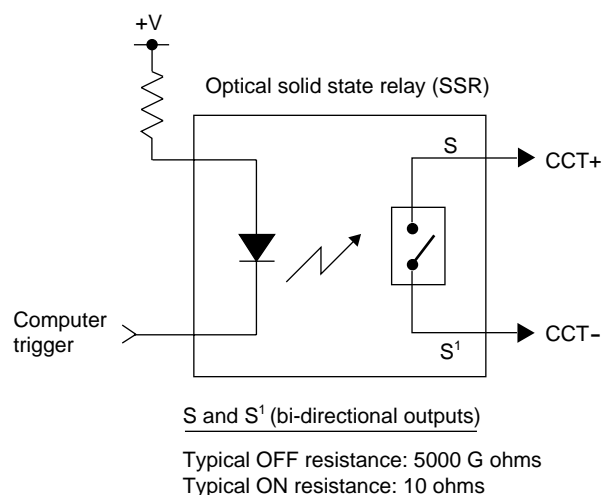 +V
Optical solid state relay (SSR)
S
CCT+
Computer
trigger
CCT−
S¹
S and S¹ (bi-directional outputs)
Typical OFF resistance: 5000 G ohms
Typical ON resistance: 10 ohms